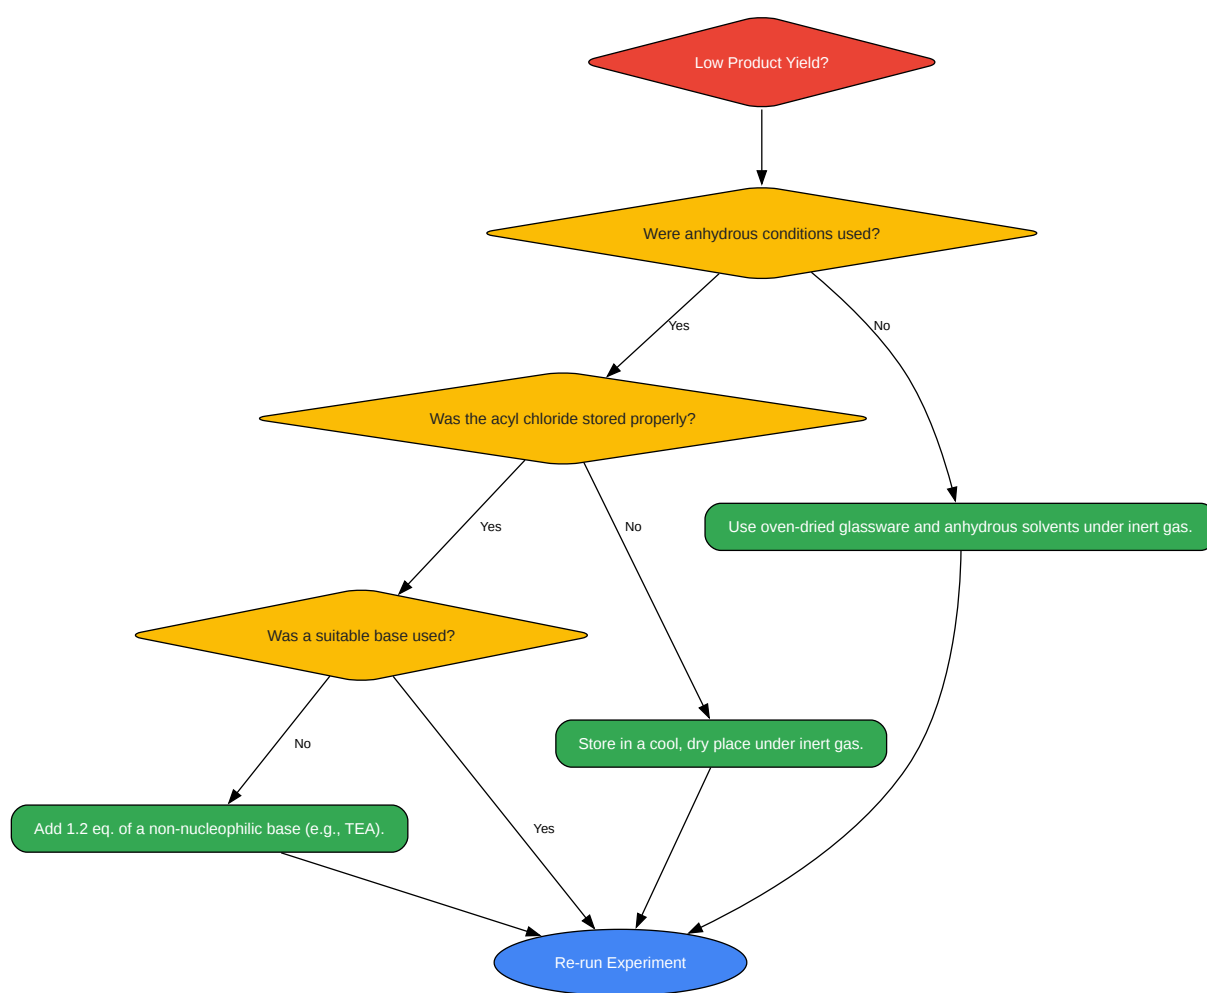 Low Product Yield?
Were anhydrous conditions used?
Yes
No
Was the acyl chloride stored properly?
Yes
No
Use oven-dried glassware and anhydrous solvents under inert gas.
Was a suitable base used?
No
Yes
Store in a cool, dry place under inert gas.
Add 1.2 eq. of a non-nucleophilic base (e.g., TEA).
Re-run Experiment